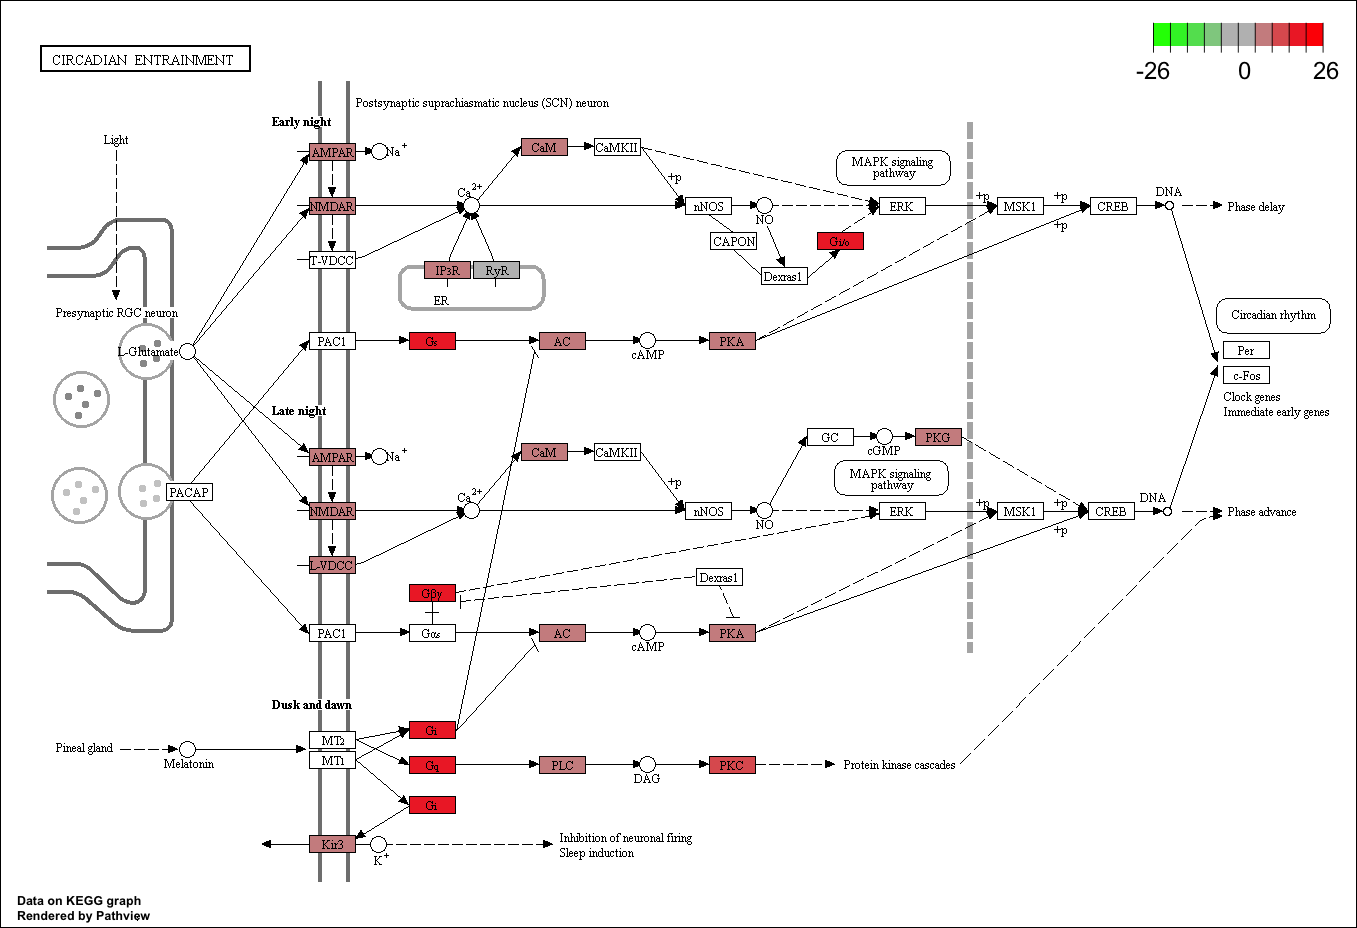 CIRCADIAN ENTRAINMENT
-26 0 26
Postsynaptic suprachiasmatic nucleus (SCN) neuron
Early night
Light
AMPAR
Na+
CaM
CaMKII
MAPK signaling
pathway
+p
NMDAR
Ca2+
nNOS
NO
ERK
+p
MSK1
+p
CREB
DNA
Phase delay
+p
T-VDCC
CAPON
Gi/o
IP3R
RyR
Dexras1
ER
Presynaptic RGC neuron
L-Glutamate
PAC1
Gs
AC
cAMP
PKA
Circadian rhythm
Per
c-Fos
Clock genes
Immediate early genes
Late night
AMPAR
Na+
CaM
CaMKII
GC
cGMP
PKG
MAPK signaling
pathway
+p
PACAP
NMDAR
Ca2+
nNOS
NO
ERK
+p
MSK1
+p
CREB
DNA
Phase advance
+p
L-VDCC
Gβγ
Dexras1
PAC1
Gαs
AC
cAMP
PKA
Dusk and dawn
Gi
MT2
Pineal gland
Melatonin
MT1
Gq
PLC
DAG
PKC
Protein kinase cascades
Gi
Kir3
K+
Inhibition of neuronal firing
Sleep induction
Data on KEGG graph
Rendered by Pathview